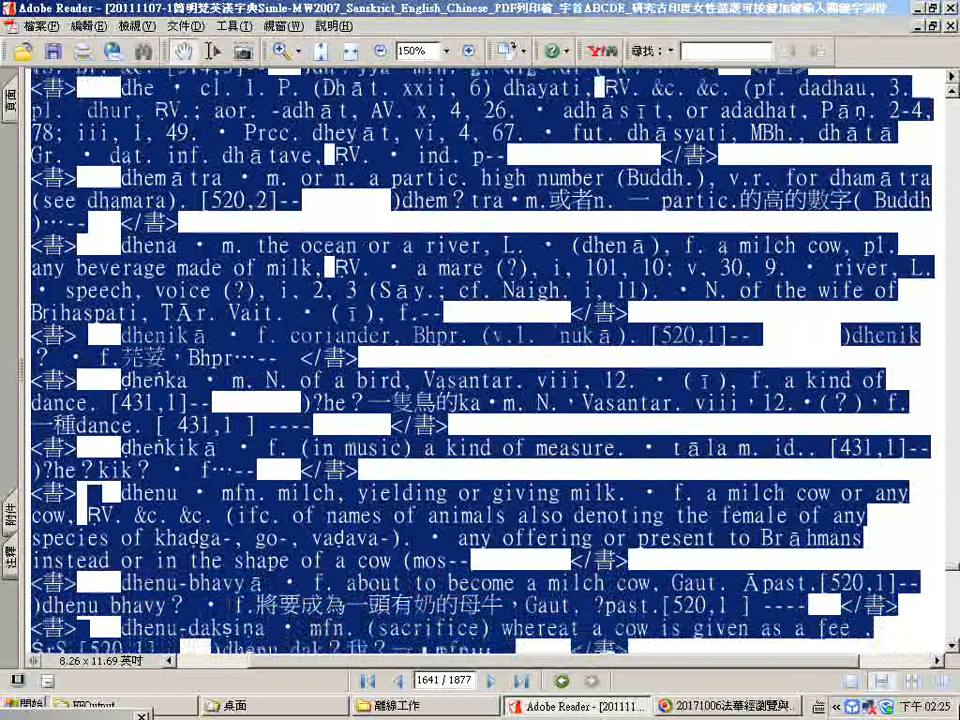 Adobe Reader - [20111107-1簡明梵英漢字典Simle-MW2007_Sanskrit_English_Chinese_PDF列印檔_字首ABCDE_研究古印度女性議題可按
檔案(F) 編輯(E) 檢視(V) 文件(D) 工具(T) 視窗(W) 說明(H)
150% 尋找：
頁面
<書> dhe ‧ cl. 1. P. (Dhāt. xxii, 6) dhayati, RV. &c. &c. (pf. dadhau, 3.
pl. dhur, RV.; aor. -adhāt, AV. x, 4, 26. ‧ adhāsīt, or adadhat, Pāṇ. 2-4,
78; iii, 1, 49. ‧ Prec. dheyāt, vi, 4, 67. ‧ fut. dhāsyati, MBh., dhātā
Gr. ‧ dat. inf. dhātave, RV. ‧ ind. p-- </書>
<書> dhemātra ‧ m. or n. a partic. high number (Buddh.), v.r. for dhamātra
(see dhamara). [520,2]-- )dhem？tra‧m.或者n. 一 partic.的高的數字( Buddh
)…-- </書>
<書> dhena ‧ m. the ocean or a river, L. ‧ (dhenā), f. a milch cow, pl.
any beverage made of milk, RV. ‧ a mare (?), i, 101, 10; v, 30, 9. ‧ river, L.
‧ speech, voice (?), i, 2, 3 (Sāy.; cf. Naigh. i, 11). ‧ N. of the wife of
Bṛihaspati, TĀr. Vait. ‧ (ī), f.-- </書>
<書> dhenikā ‧ f. coriander, Bhpr. (v.l. 'nukā). [520,1]-- )dhenik
？ ‧ f.芫荽，Bhpr…-- </書>
<書> dheṅka ‧ m. N. of a bird, Vasantar. viii, 12. ‧ (ī), f. a kind of
dance. [431,1]-- )?he？一隻鳥的ka‧m. N.，Vasantar. viii，12.‧(？)，f.
一種dance. [ 431,1 ] ---- </書>
<書> dheṅkikā ‧ f. (in music) a kind of measure. ‧ tāla m. id.. [431,1]--
)?he？kik？ ‧ f…-- </書>
<書> dhenu ‧ mfn. milch, yielding or giving milk. ‧ f. a milch cow or any
cow, RV. &c. &c. (ifc. of names of animals also denoting the female of any
species of khaḍga-, go-, vaḍava-). ‧ any offering or present to Brāhmans
instead or in the shape of a cow (mos-- </書>
<書> dhenu-bhavyā ‧ f. about to become a milch cow, Gaut. Āpast.[520,1]--
)dhenu bhavy？ ‧ f.將要成為一頭有奶的母牛，Gaut. ?past.[520,1 ] ---- </書>
<書> dhenu-dakṣiṇa ‧ mfn. (sacrifice) whereat a cow is given as a fee ,
附件
註釋
8.26 x 11.69 英吋
1641 / 1877
開始 桌面 離線工作 Adobe Reader - [201111... 20171006法華經瀏覽與... 下午 02:25